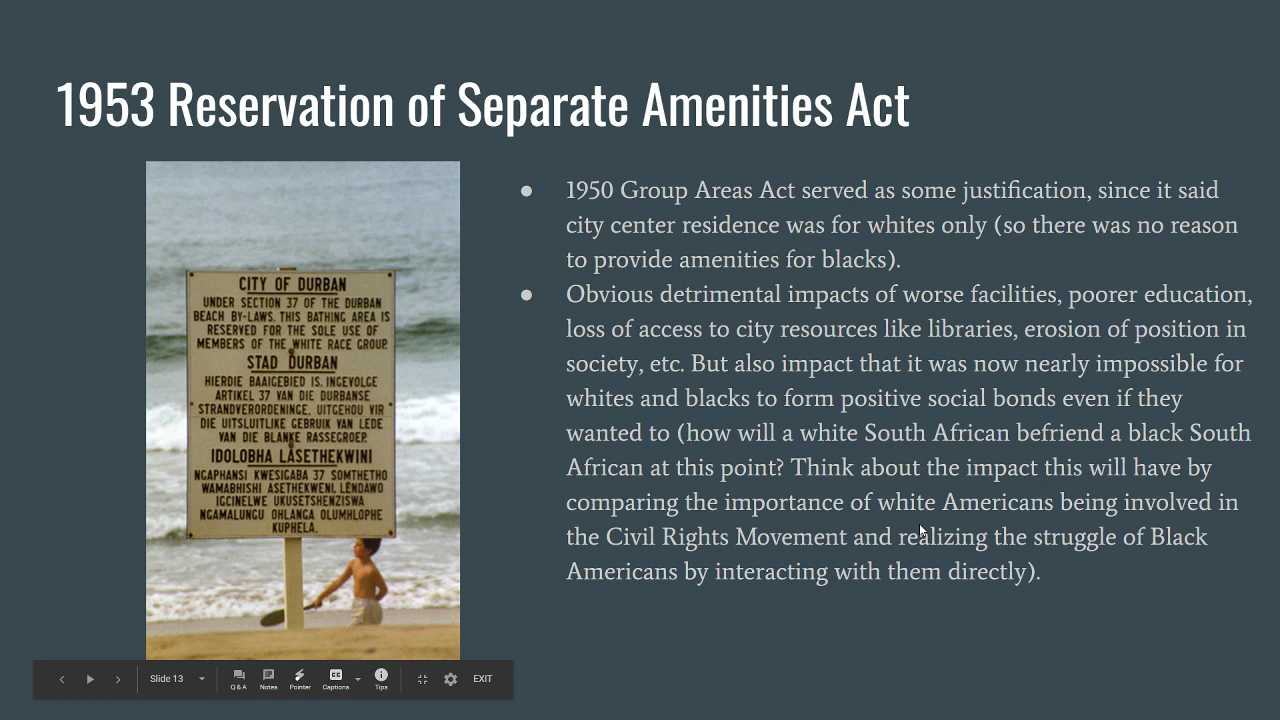 1953 Reservation of Separate Amenities Act
CITY OF DURBAN
UNDER SECTION 37 OF THE DURBAN
BEACH BY-LAWS, THIS BATHING AREA IS
RESERVED FOR THE SOLE USE OF
MEMBERS OF THE WHITE RACE GROUP.
STAD DURBAN
HIERDIE BAAIGEBIED IS, INGEVOLGE
ARTIKEL 37 VAN DIE DURBANSE
STRANDVERORDENINGE, UITGEHOU VIR
DIE UITSLUITLIKE GEBRUIK VAN LEDE
VAN DIE BLANKE RASSEGROEP.
IDOLOBHA LASETHEKWINI
NGAPHANSI KWESIGABA 37 SOMTHETHO
WAMABHISHI ASETHEKWENI, LENDAWO
IGCINELWE UKUSETSHENZISWA
NGAMALUNGU OHLANGA OLUMHLOPHE
KUPHELA.
● 1950 Group Areas Act served as some justification, since it said
city center residence was for whites only (so there was no reason
to provide amenities for blacks).
● Obvious detrimental impacts of worse facilities, poorer education,
loss of access to city resources like libraries, erosion of position in
society, etc. But also impact that it was now nearly impossible for
whites and blacks to form positive social bonds even if they
wanted to (how will a white South African befriend a black South
African at this point? Think about the impact this will have by
comparing the importance of white Americans being involved in
the Civil Rights Movement and realizing the struggle of Black
Americans by interacting with them directly).
Slide 13
Q & A
Notes
Pointer
CC
Captions
Tips
EXIT